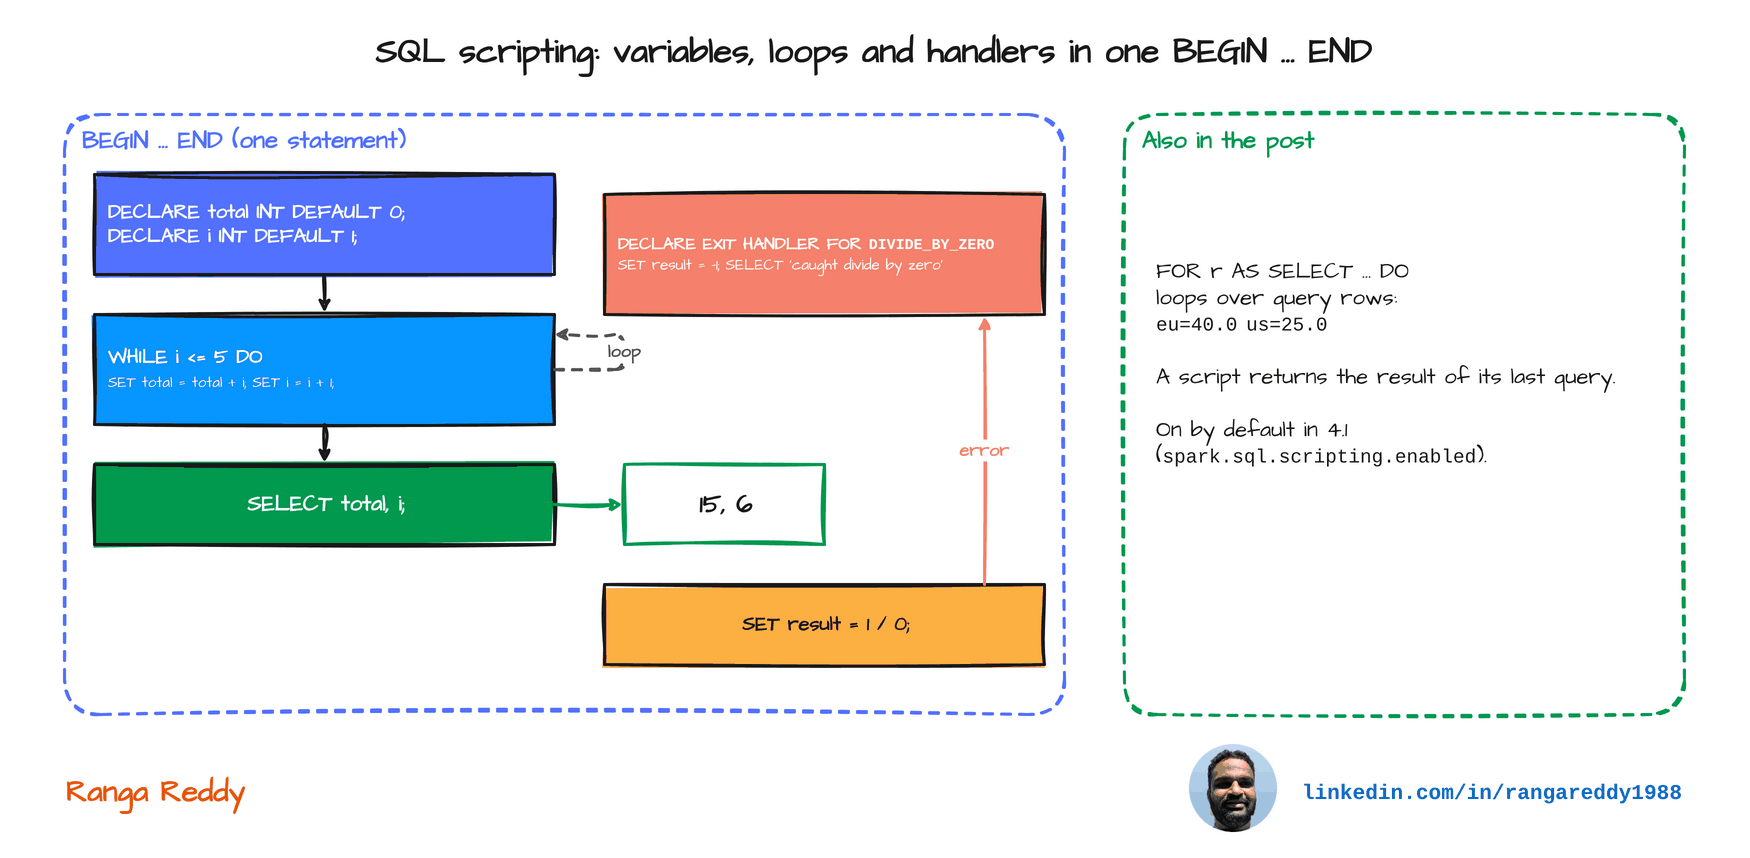 SQL scripting: variables, loops and handlers in one BEGIN ... END
BEGIN ... END (one statement)
DECLARE total INT DEFAULT 0;
DECLARE i INT DEFAULT 1;
WHILE i <= 5 DO
SET total = total + i; SET i = i + 1;
loop
SELECT total, i;
15, 6
DECLARE EXIT HANDLER FOR DIVIDE_BY_ZERO
SET result = -1; SELECT 'caught divide by zero'
error
SET result = 1 / 0;
Also in the post
FOR r AS SELECT ... DO
loops over query rows:
eu=40.0 us=25.0
A script returns the result of its last query.
On by default in 4.1
(spark.sql.scripting.enabled).
Ranga Reddy
linkedin.com/in/rangareddy1988